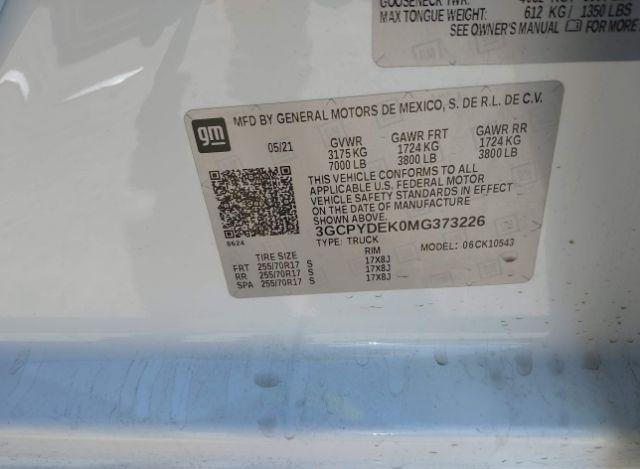 GOOSENECK TWR:
MAX TONGUE WEIGHT: 612 KG / 1350 LBS
SEE OWNER'S MANUAL FOR MORE
gm
MFD BY GENERAL MOTORS DE MEXICO, S. DE R.L. DE C.V.
05/21 GVWR GAWR FRT GAWR RR
3175 KG 1724 KG 1724 KG
7000 LB 3800 LB 3800 LB
THIS VEHICLE CONFORMS TO ALL
APPLICABLE U.S. FEDERAL MOTOR
VEHICLE SAFETY STANDARDS IN EFFECT
ON THE DATE OF MANUFACTURE
SHOWN ABOVE.
3GCPYDEK0MG373226
TYPE: TRUCK MODEL: 06CK10543
8624
TIRE SIZE RIM
FRT 255/70R17 S 17X8J
RR 255/70R17 S 17X8J
SPA 255/70R17 S 17X8J